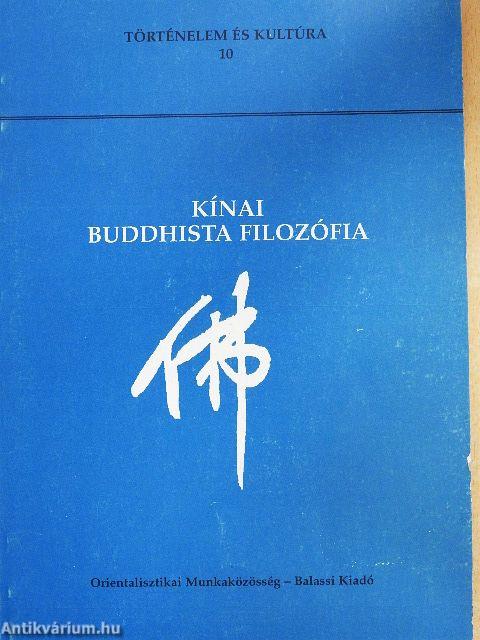 TÖRTÉNELEM ÉS KULTÚRA
10
KÍNAI
BUDDHISTA FILOZÓFIA
佛
Orientalisztikai Munkaközösség – Balassi Kiadó
Antikvárium.hu